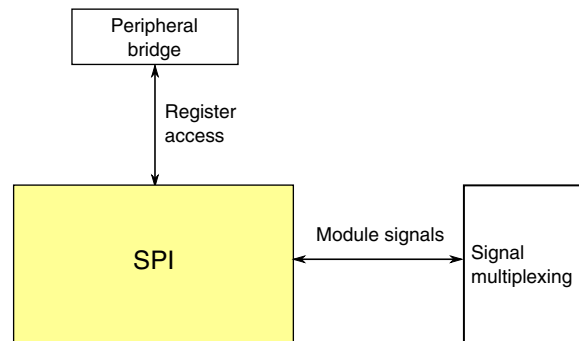 Peripheral
bridge
Register
access
SPI
Module signals
Signal
multiplexing